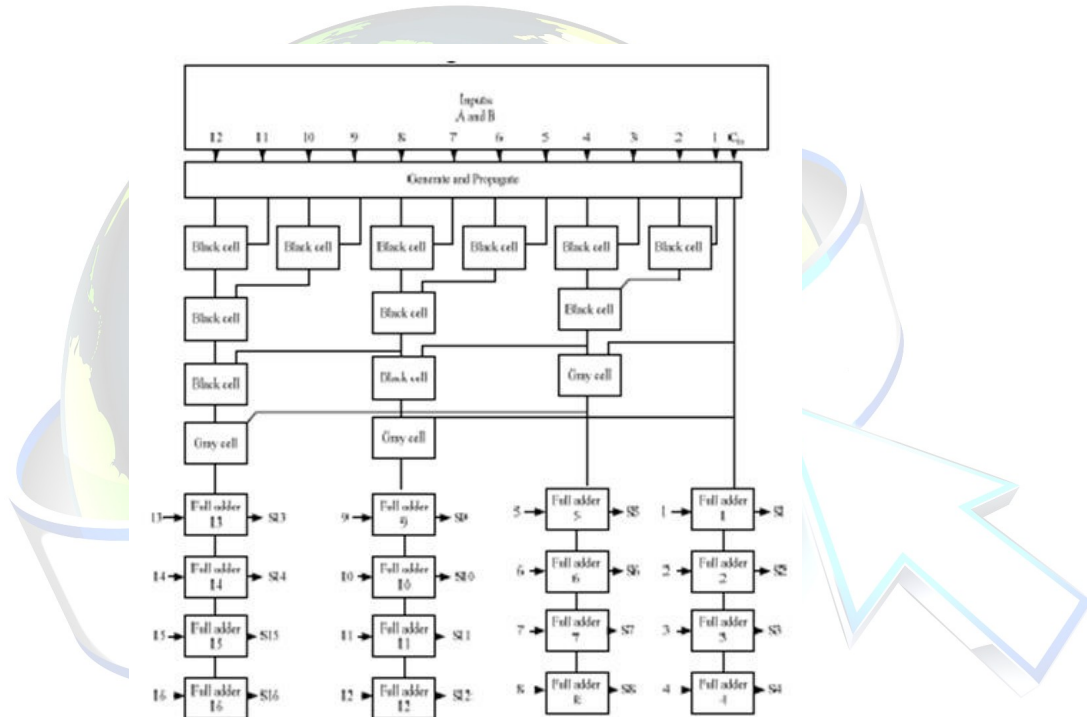 Inputs:
A and B
12 11 10 9 8 7 6 5 4 3 2 1 Cin
Generate and Propagate
Black cell Black cell Black cell Black cell Black cell Black cell
Black cell Black cell Black cell
Black cell Black cell Gray cell
Gray cell Gray cell
13 Full adder 13 S13 9 Full adder 9 S9 5 Full adder 5 S5 1 Full adder 1 S1
14 Full adder 14 S14 10 Full adder 10 S10 6 Full adder 6 S6 2 Full adder 2 S2
15 Full adder 15 S15 11 Full adder 11 S11 7 Full adder 7 S7 3 Full adder 3 S3
16 Full adder 16 S16 12 Full adder 12 S12 8 Full adder 8 S8 4 Full adder 4 S4